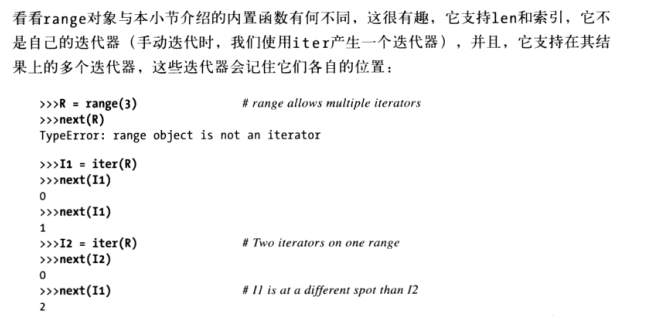 看看range对象与本小节介绍的内置函数有何不同，这很有趣，它支持len和索引，它不
是自己的迭代器（手动迭代时，我们使用iter产生一个迭代器），并且，它支持在其结
果上的多个迭代器，这些迭代器会记住它们各自的位置：
>>>R = range(3) # range allows multiple iterators
>>>next(R)
TypeError: range object is not an iterator
>>>I1 = iter(R)
>>>next(I1)
0
>>>next(I1)
1
>>>I2 = iter(R) # Two iterators on one range
>>>next(I2)
0
>>>next(I1) # I1 is at a different spot than I2
2